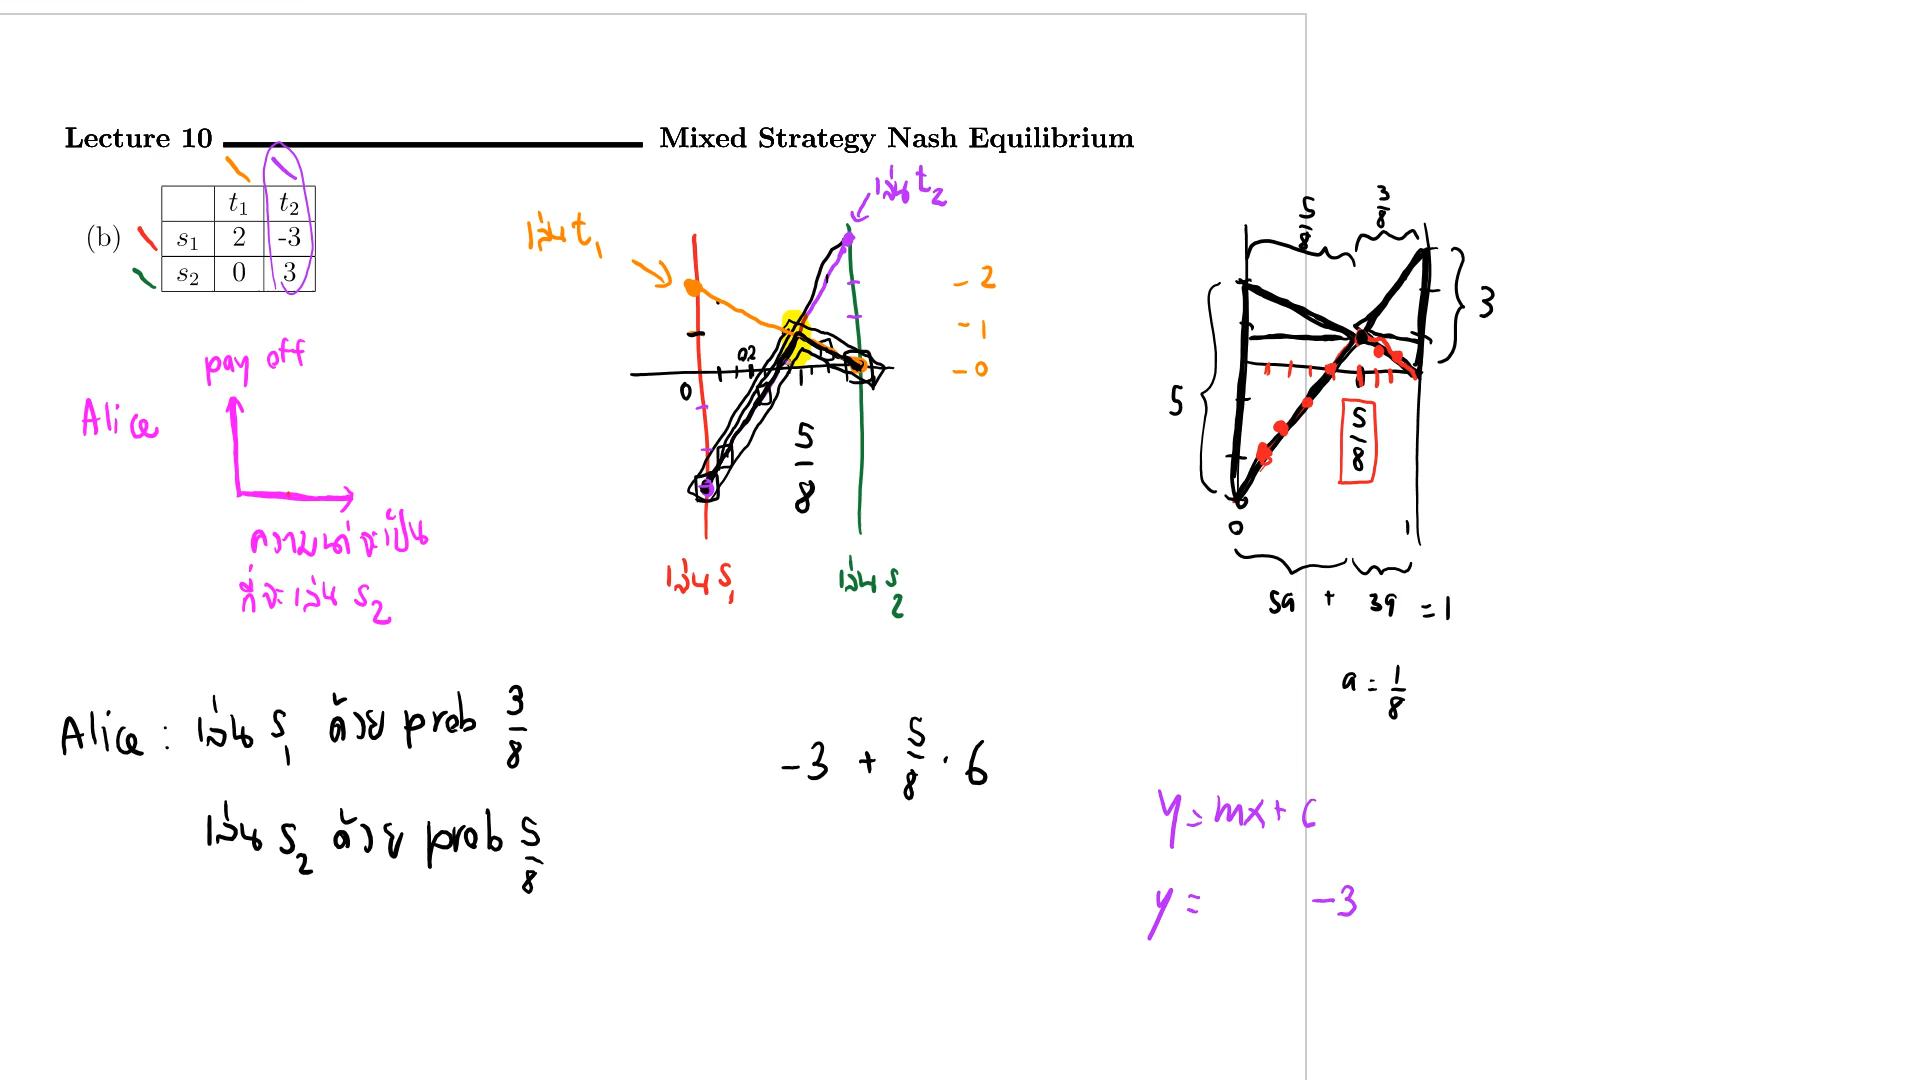 Lecture 10 Mixed Strategy Nash Equilibrium
(b)
t₁ t₂
s₁ 2 -3
s₂ 0 3
เล่น t₁
เล่น t₂
- 2
- 1
- 0
0.2
0
5/8
เล่น s₁
เล่น s₂
pay off
Alice
ความน่าจะเป็น
ที่จะเล่น s₂
5/8
3/8
5
3
5/8
0 1
5a + 3a = 1
a = 1/8
Alice : เล่น s₁ ด้วย prob 3/8
เล่น s₂ ด้วย prob 5/8
-3 + 5/8 · 6
y = mx + c
y = -3